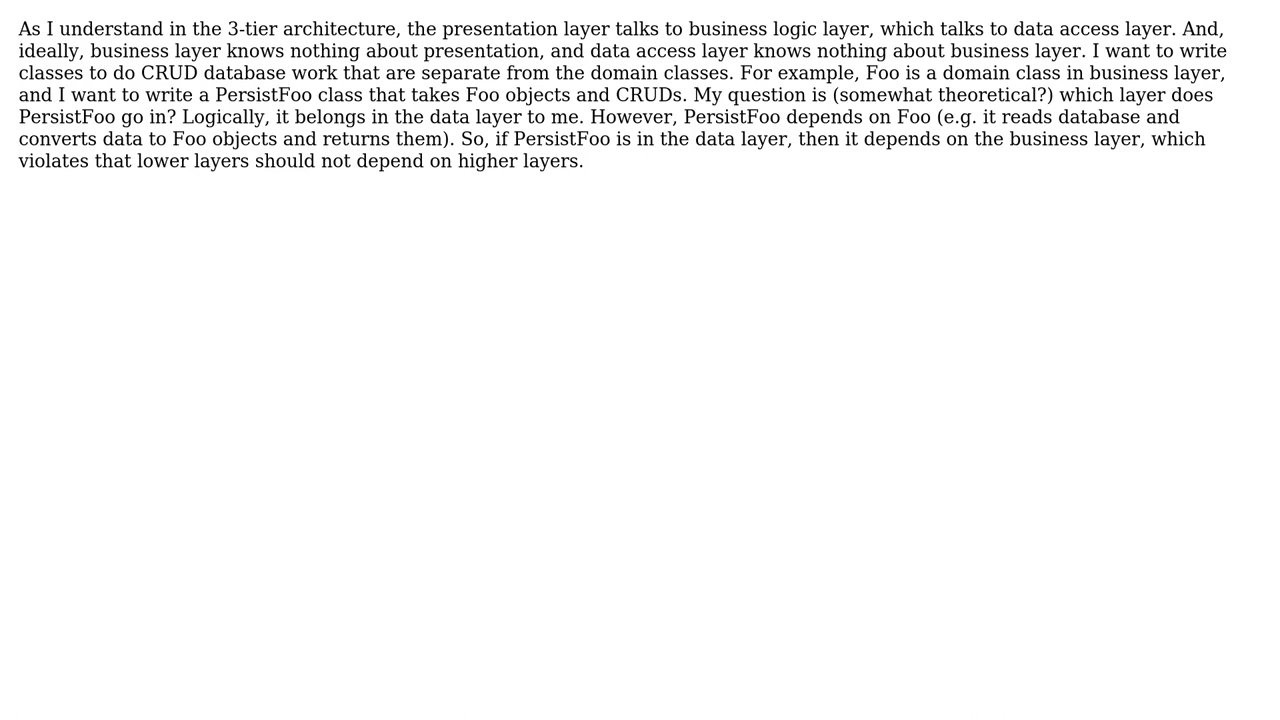 As I understand in the 3-tier architecture, the presentation layer talks to business logic layer, which talks to data access layer. And,
ideally, business layer knows nothing about presentation, and data access layer knows nothing about business layer. I want to write
classes to do CRUD database work that are separate from the domain classes. For example, Foo is a domain class in business layer,
and I want to write a PersistFoo class that takes Foo objects and CRUDs. My question is (somewhat theoretical?) which layer does
PersistFoo go in? Logically, it belongs in the data layer to me. However, PersistFoo depends on Foo (e.g. it reads database and
converts data to Foo objects and returns them). So, if PersistFoo is in the data layer, then it depends on the business layer, which
violates that lower layers should not depend on higher layers.